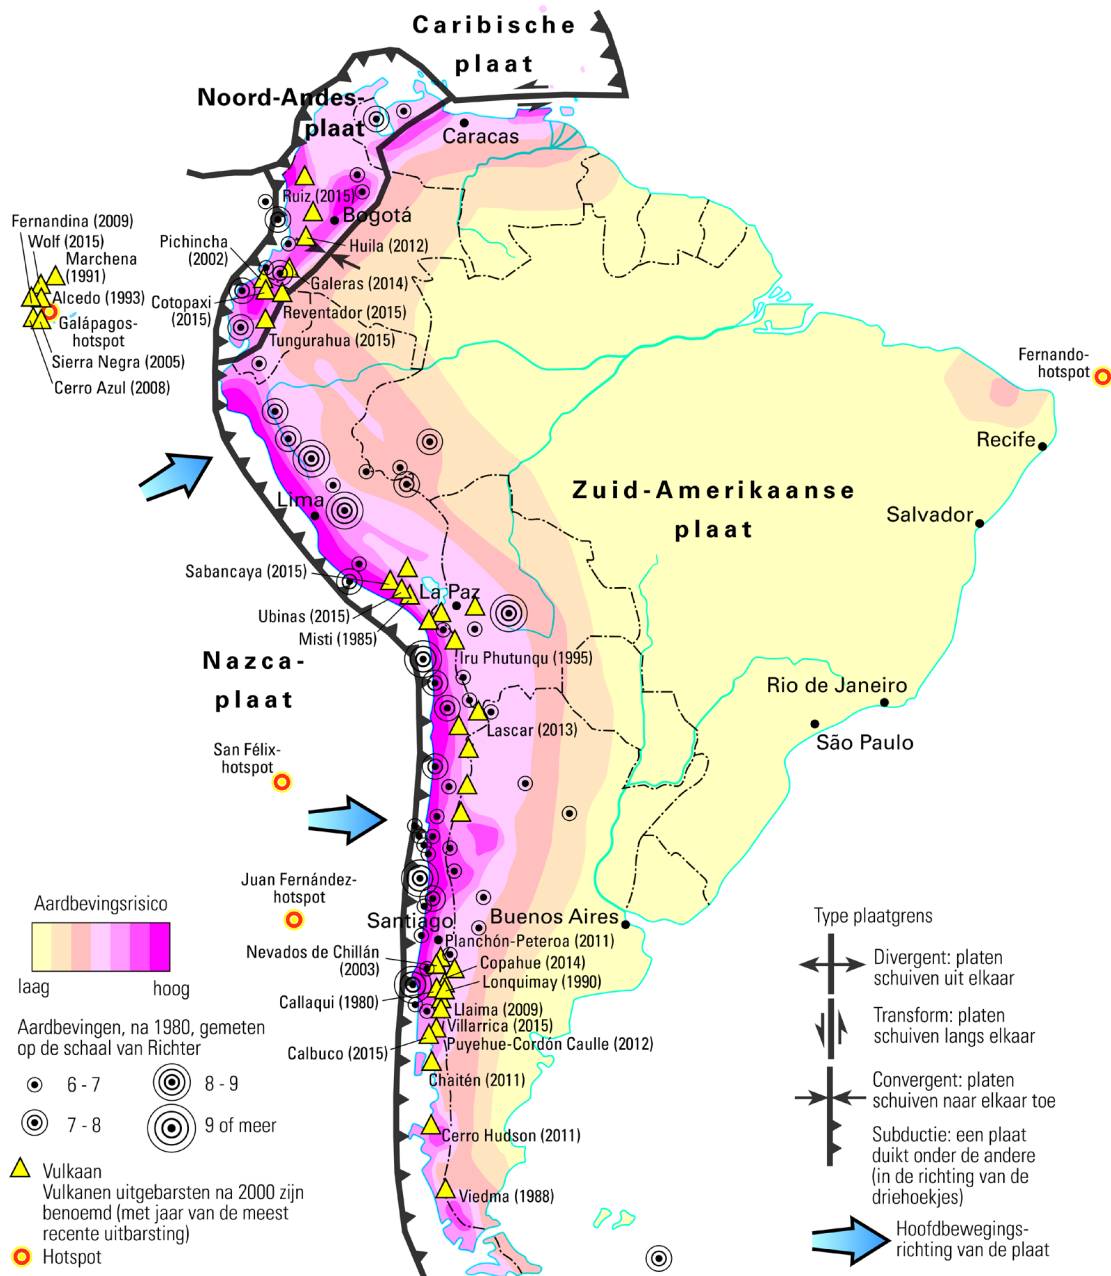 Caribische
plaat
Noord-Andes-
plaat
Caracas
Ruiz (2015)
Bogotá
Fernandina (2009)
Wolf (2015)
Marchena
(1991)
Pichincha
(2002)
Huila (2012)
Alcedo (1993)
Cotopaxi
(2015)
Galeras (2014)
Galápagos-
hotspot
Reventador (2015)
Sierra Negra (2005)
Tungurahua (2015)
Cerro Azul (2008)
Fernando-
hotspot
Recife
Lima
Zuid-Amerikaanse
plaat
Salvador
Sabancaya (2015)
La Paz
Ubinas (2015)
Misti (1985)
Nazca-
plaat
Iru Phutunqu (1995)
Rio de Janeiro
Lascar (2013)
São Paulo
San Félix-
hotspot
Juan Fernández-
hotspot
Santiago
Buenos Aires
Planchón-Peteroa (2011)
Nevados de Chillán
(2003)
Copahue (2014)
Lonquimay (1990)
Callaqui (1980)
Llaima (2009)
Villarrica (2015)
Puyehue-Cordón Caulle (2012)
Calbuco (2015)
Chaitén (2011)
Cerro Hudson (2011)
Viedma (1988)
Aardbevingsrisico
laag
hoog
Aardbevingen, na 1980, gemeten
op de schaal van Richter
6 - 7
8 - 9
7 - 8
9 of meer
Vulkaan
Vulkanen uitgebarsten na 2000 zijn
benoemd (met jaar van de meest
recente uitbarsting)
Hotspot
Type plaatgrens
Divergent: platen
schuiven uit elkaar
Transform: platen
schuiven langs elkaar
Convergent: platen
schuiven naar elkaar toe
Subductie: een plaat
duikt onder de andere
(in de richting van de
driehoekjes)
Hoofdbewegings-
richting van de plaat